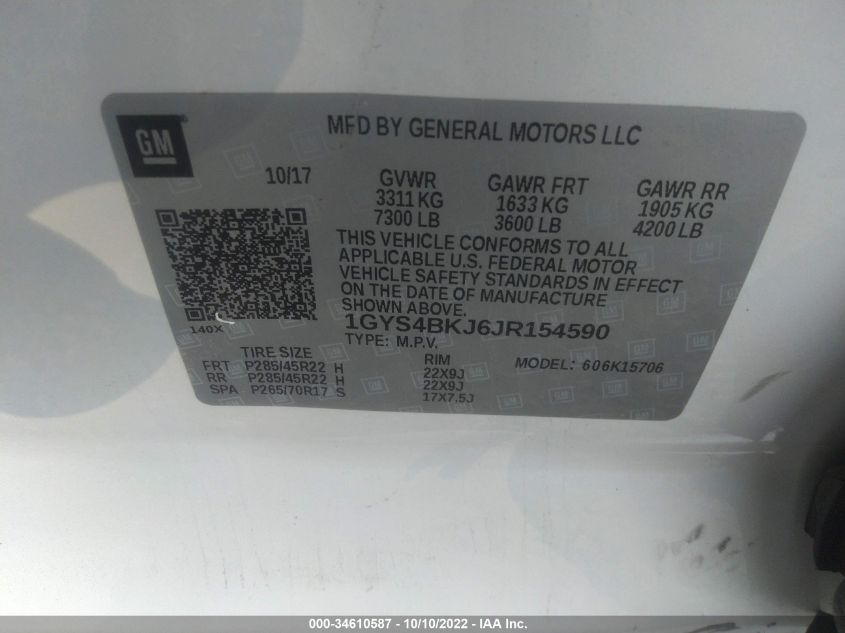 GM
MFD BY GENERAL MOTORS LLC
10/17
GVWR
3311 KG
7300 LB
GAWR FRT
1633 KG
3600 LB
GAWR RR
1905 KG
4200 LB
THIS VEHICLE CONFORMS TO ALL
APPLICABLE U.S. FEDERAL MOTOR
VEHICLE SAFETY STANDARDS IN EFFECT
ON THE DATE OF MANUFACTURE
SHOWN ABOVE.
140X
1GYS4BKJ6JR154590
TYPE: M.P.V.
MODEL: 606K15706
TIRE SIZE RIM
FRT P285/45R22 H 22X9J
RR P285/45R22 H 22X9J
SPA P265/70R17 S 17X7.5J
000-34610587 - 10/10/2022 - IAA Inc.